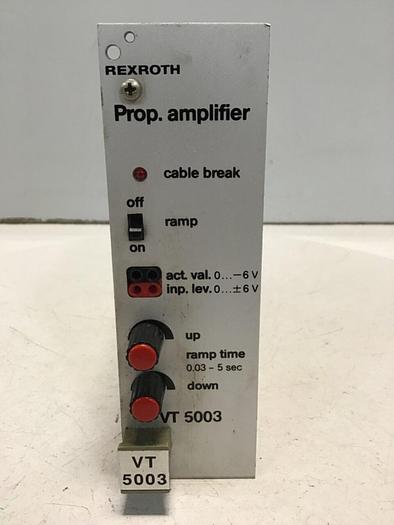 REXROTH
Prop. amplifier
cable break
off
ramp
on
act. val. 0...−6 V
inp. lev. 0...±6 V
up
ramp time
0.03 – 5 sec
down
VT 5003
VT
5003